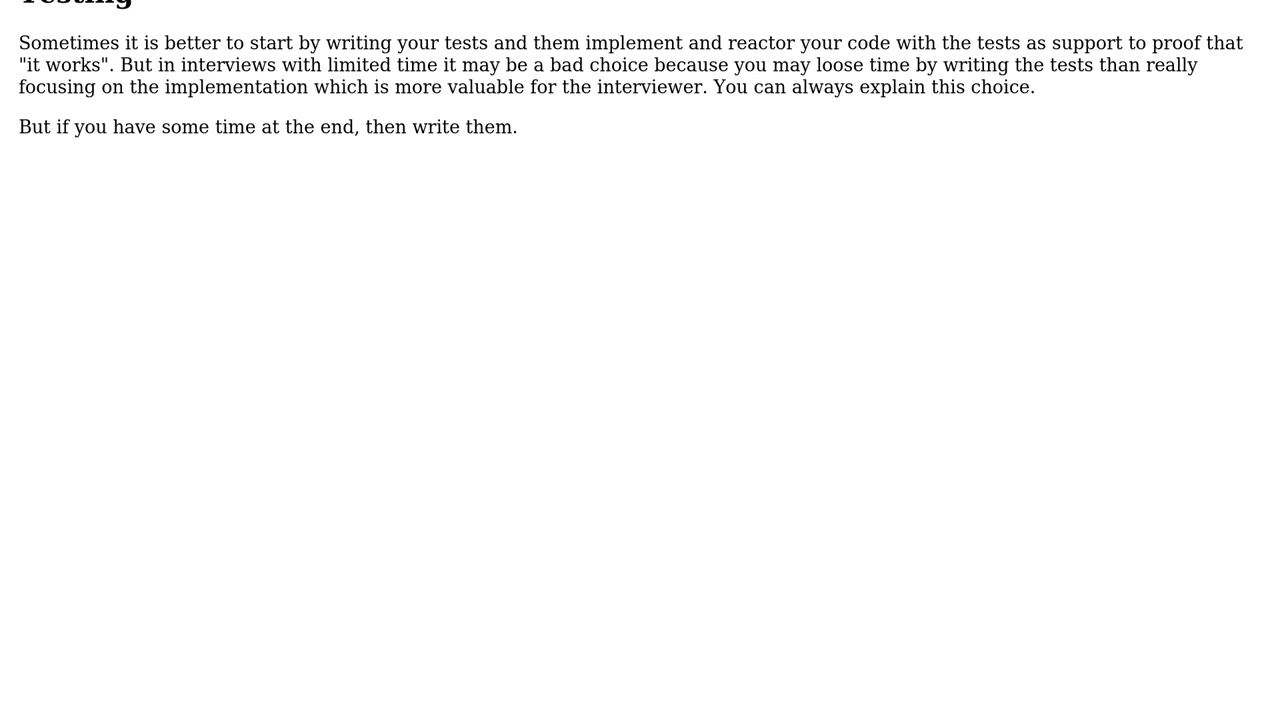 Testing
Sometimes it is better to start by writing your tests and them implement and reactor your code with the tests as support to proof that
"it works". But in interviews with limited time it may be a bad choice because you may loose time by writing the tests than really
focusing on the implementation which is more valuable for the interviewer. You can always explain this choice.
But if you have some time at the end, then write them.